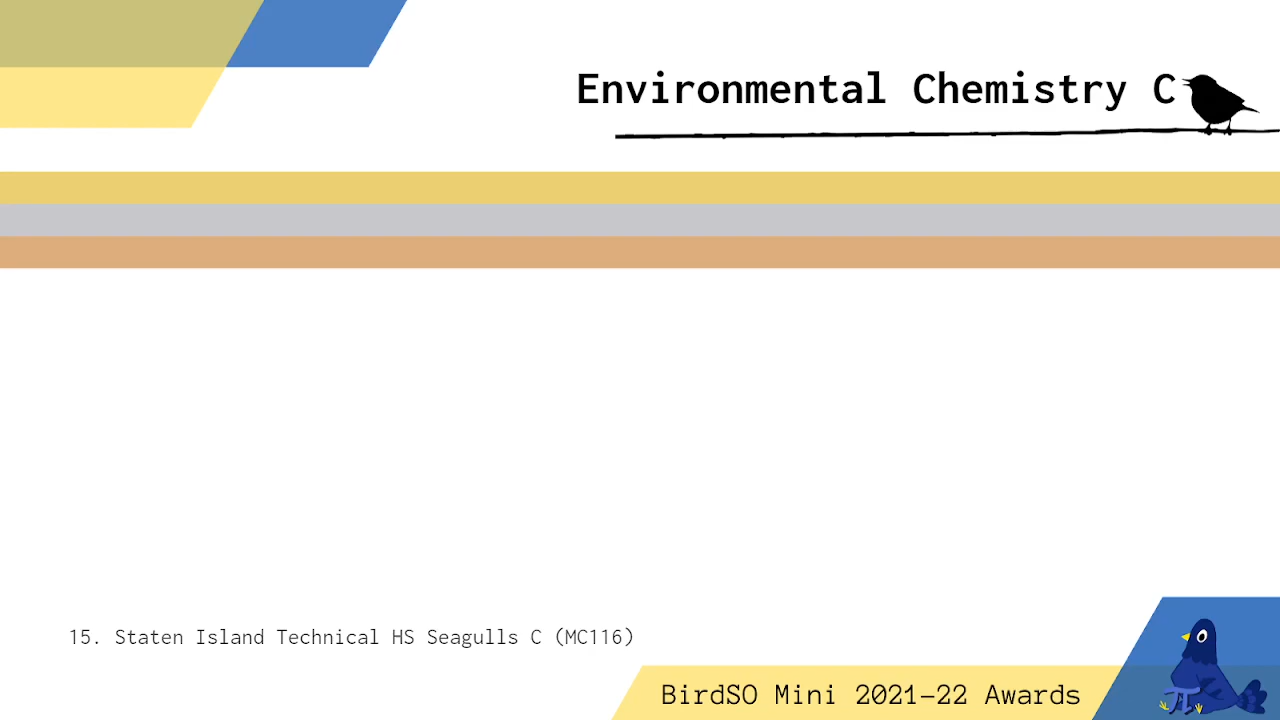 Environmental Chemistry C
15. Staten Island Technical HS Seagulls C (MC116)
BirdSO Mini 2021–22 Awards